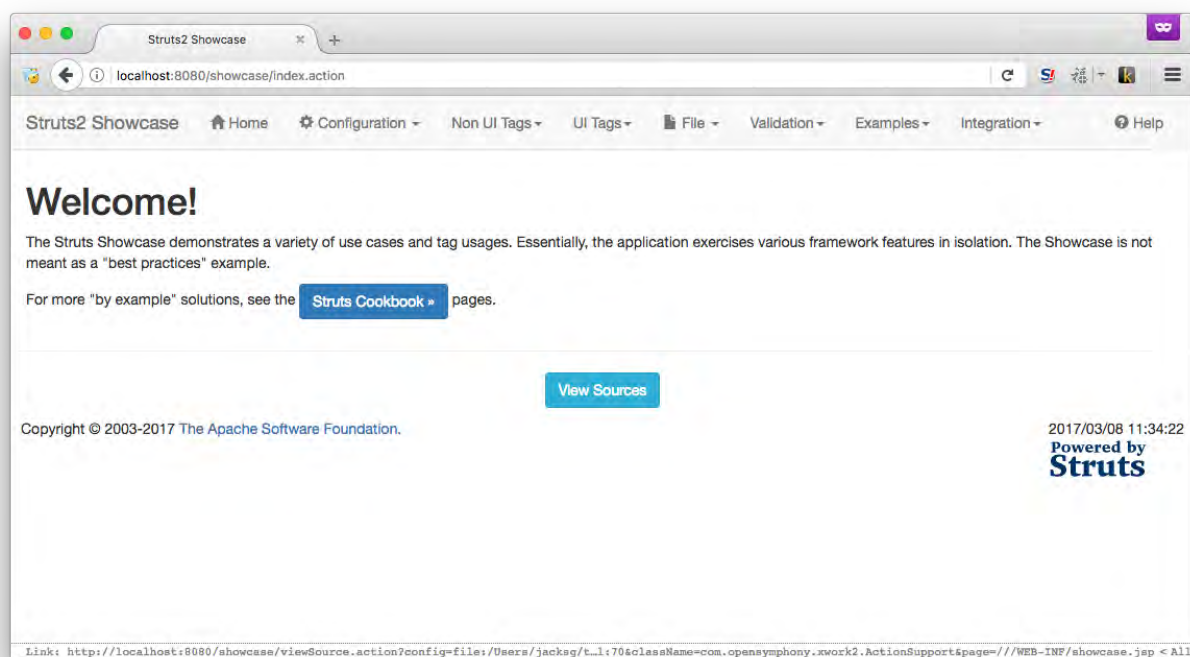 Struts2 Showcase
localhost:8080/showcase/index.action
Struts2 Showcase Home Configuration Non UI Tags UI Tags File Validation Examples Integration Help
Welcome!
The Struts Showcase demonstrates a variety of use cases and tag usages. Essentially, the application exercises various framework features in isolation. The Showcase is not
meant as a "best practices" example.
For more "by example" solutions, see the Struts Cookbook » pages.
View Sources
Copyright © 2003-2017 The Apache Software Foundation.
2017/03/08 11:34:22
Powered by
Struts
Link: http://localhost:8080/showcase/viewSource.action?config=file:/Users/jacksg/t…l:70&className=com.opensymphony.xwork2.ActionSupport&page=///WEB-INF/showcase.jsp < All